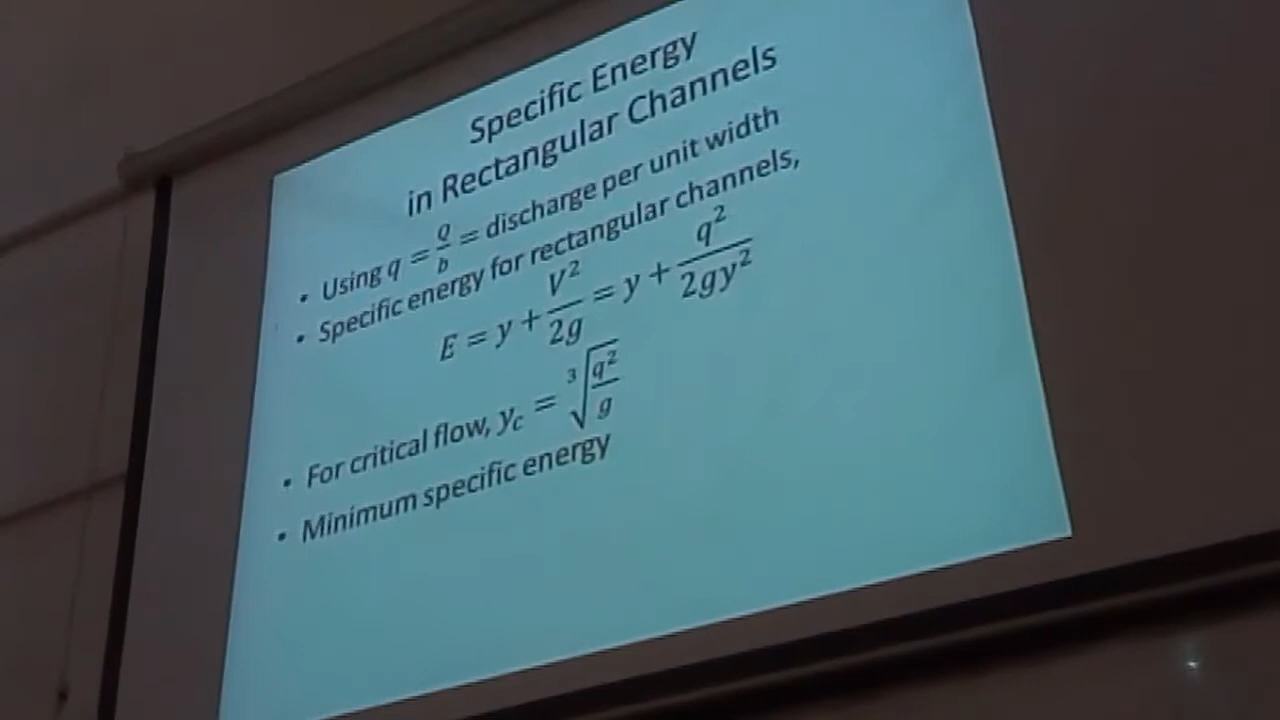 Specific Energy
in Rectangular Channels
• Using q = Q/b = discharge per unit width
• Specific energy for rectangular channels,
E = y + V²/2g = y + q²/2gy²
• For critical flow, y_c = ∛(q²/g)
• Minimum specific energy